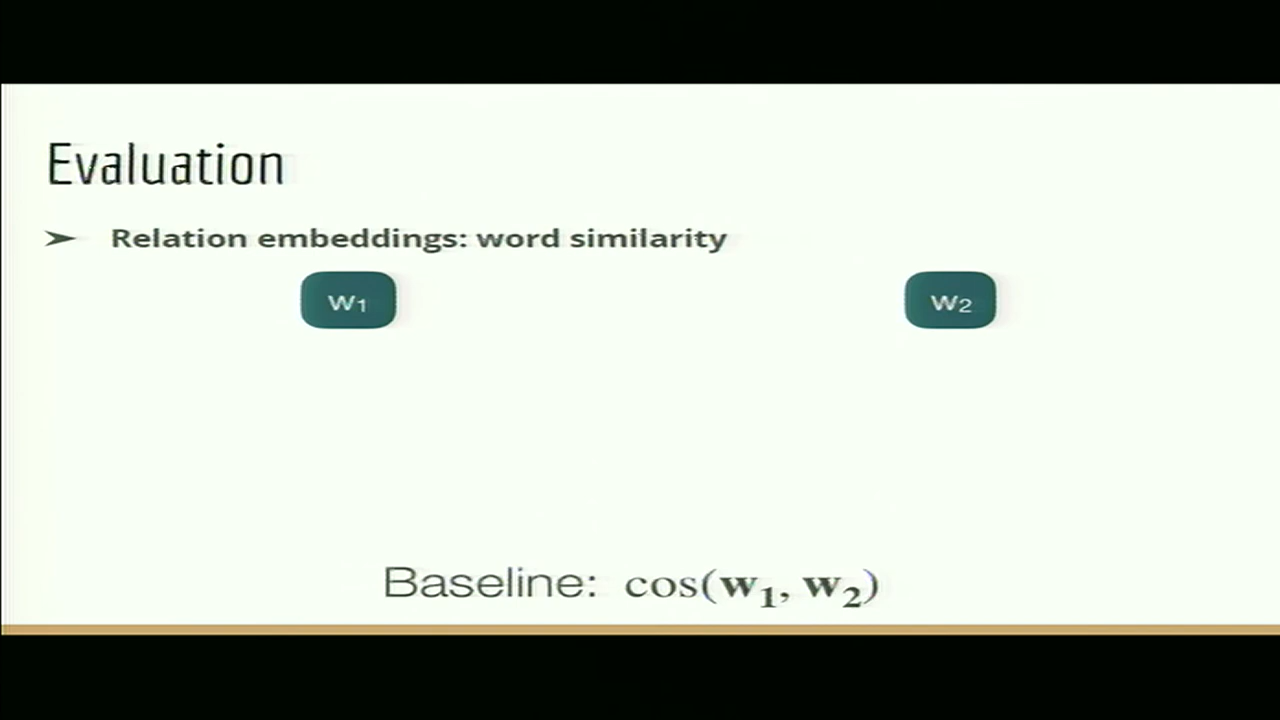 Evaluation
➤ Relation embeddings: word similarity
w₁ w₂
Baseline: cos(w₁, w₂)